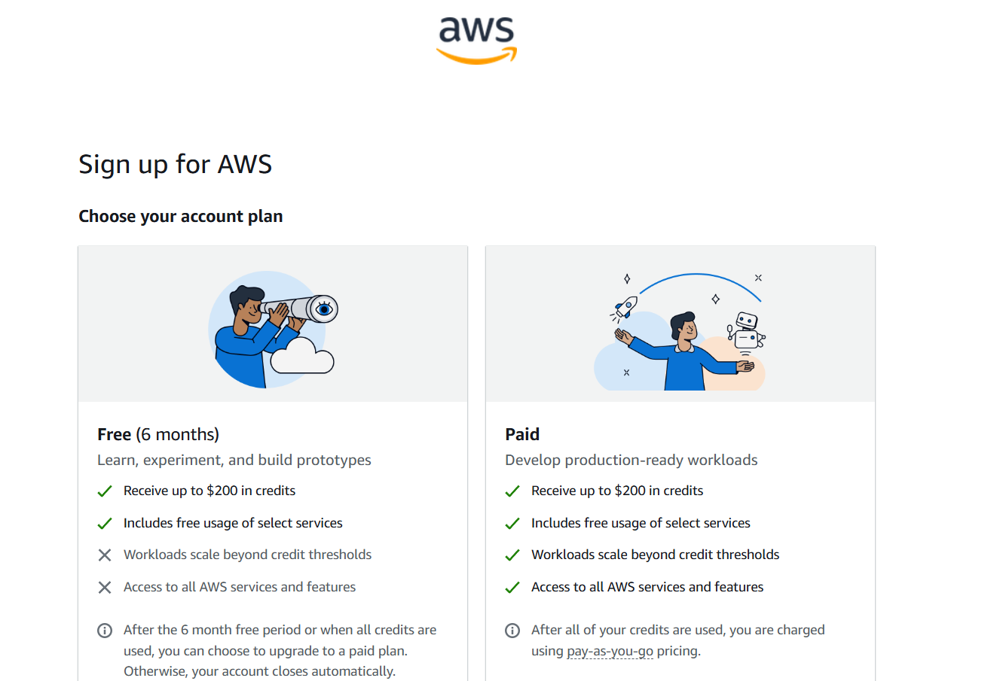 aws
Sign up for AWS
Choose your account plan
Free (6 months)
Learn, experiment, and build prototypes
Receive up to $200 in credits
Includes free usage of select services
Workloads scale beyond credit thresholds
Access to all AWS services and features
After the 6 month free period or when all credits are
used, you can choose to upgrade to a paid plan.
Otherwise, your account closes automatically.
Paid
Develop production-ready workloads
Receive up to $200 in credits
Includes free usage of select services
Workloads scale beyond credit thresholds
Access to all AWS services and features
After all of your credits are used, you are charged
using pay-as-you-go pricing.